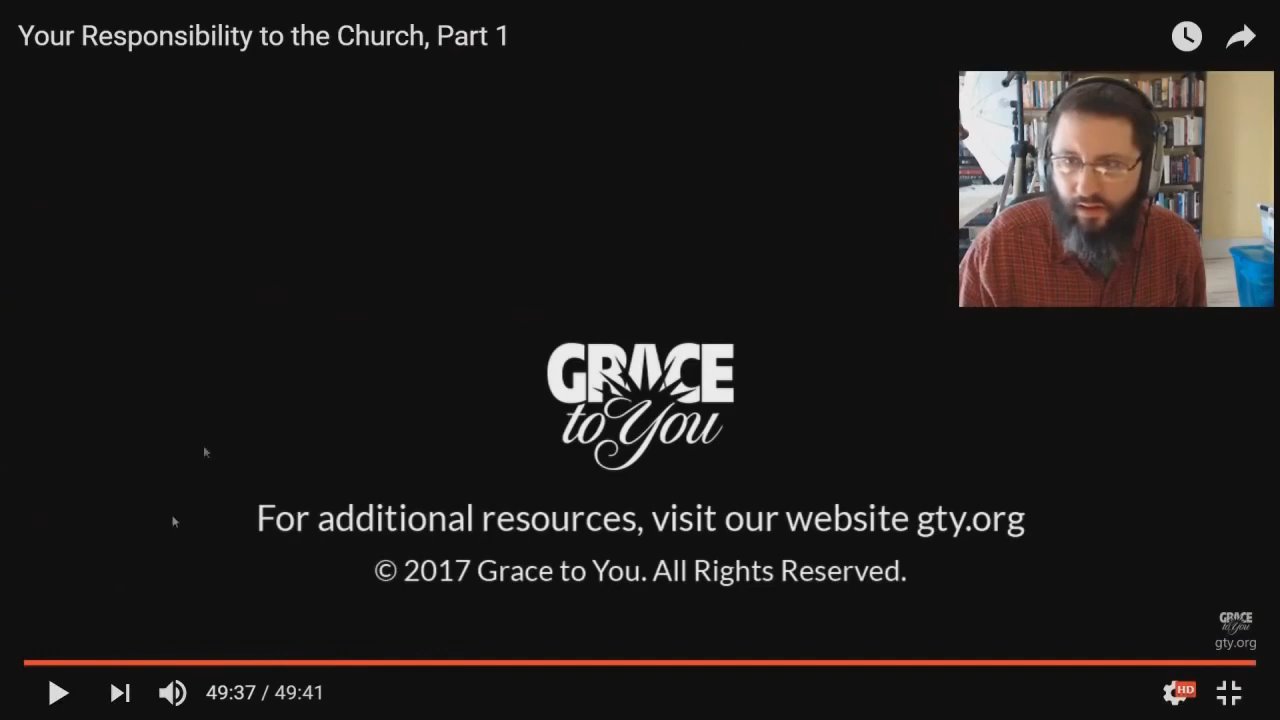 Your Responsibility to the Church, Part 1
GRACE
to You
For additional resources, visit our website gty.org
© 2017 Grace to You. All Rights Reserved.
GRACE
to You
gty.org
49:37 / 49:41
HD